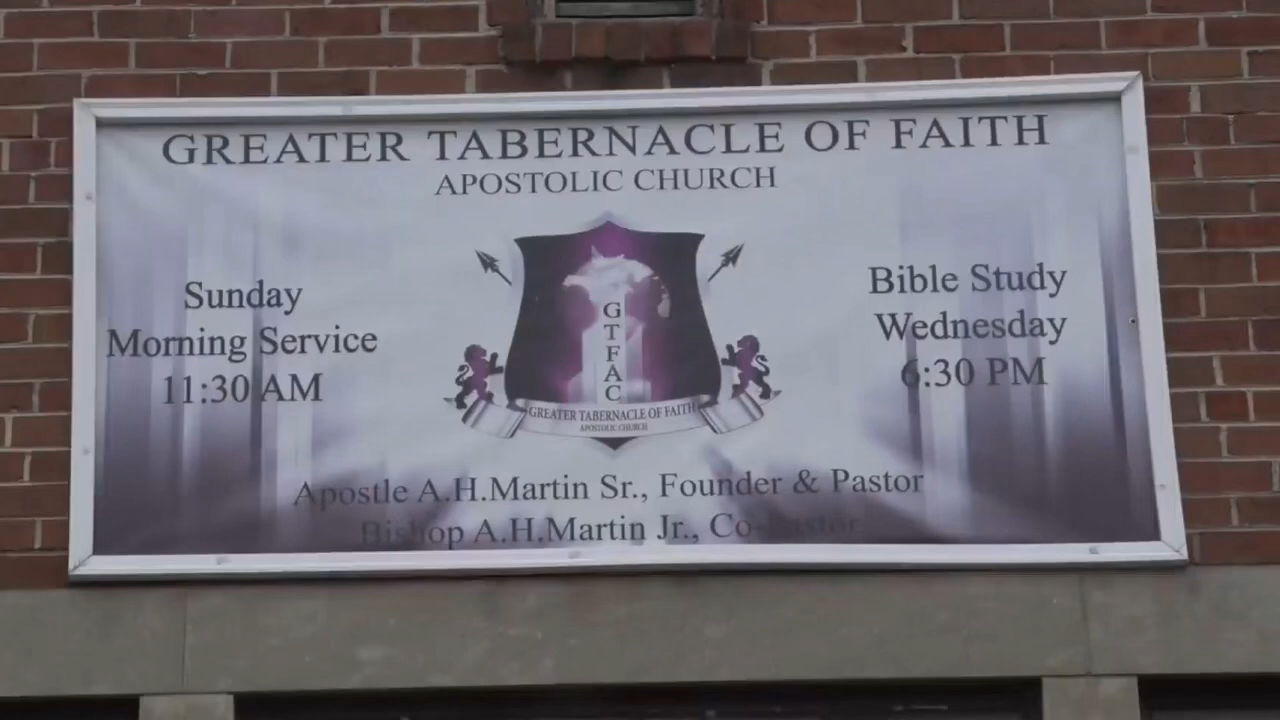 GREATER TABERNACLE OF FAITH
APOSTOLIC CHURCH
Sunday
Morning Service
11:30 AM
GTFAC
GREATER TABERNACLE OF FAITH
APOSTOLIC CHURCH
Bible Study
Wednesday
6:30 PM
Apostle A.H.Martin Sr., Founder & Pastor
Bishop A.H.Martin Jr., Co-Pastor